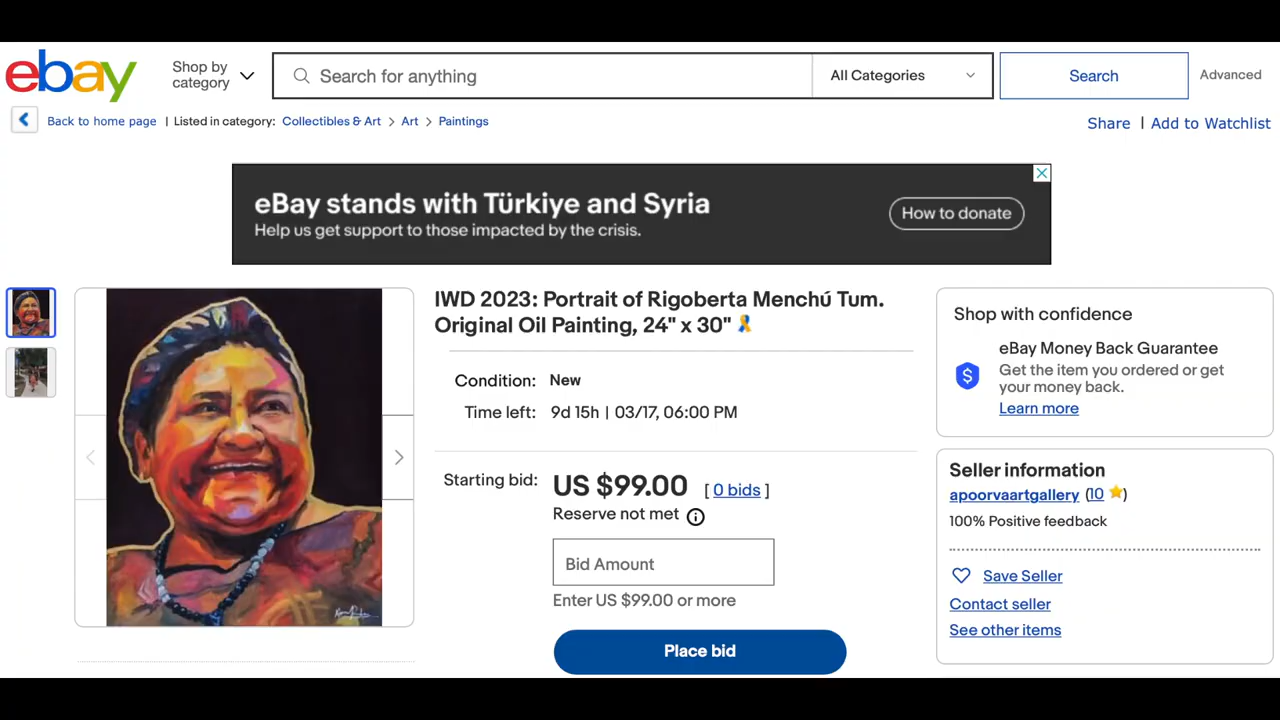 ebay
Shop by
category
Search for anything
All Categories
Search
Advanced
Back to home page | Listed in category: Collectibles & Art > Art > Paintings
Share | Add to Watchlist
eBay stands with Türkiye and Syria
Help us get support to those impacted by the crisis.
How to donate
IWD 2023: Portrait of Rigoberta Menchú Tum.
Original Oil Painting, 24" x 30" 🎗
Condition: New
Time left: 9d 15h | 03/17, 06:00 PM
Starting bid: US $99.00 [ 0 bids ]
Reserve not met
Bid Amount
Enter US $99.00 or more
Place bid
Shop with confidence
eBay Money Back Guarantee
Get the item you ordered or get
your money back.
Learn more
Seller information
apoorvaartgallery (10 ⭐)
100% Positive feedback
Save Seller
Contact seller
See other items